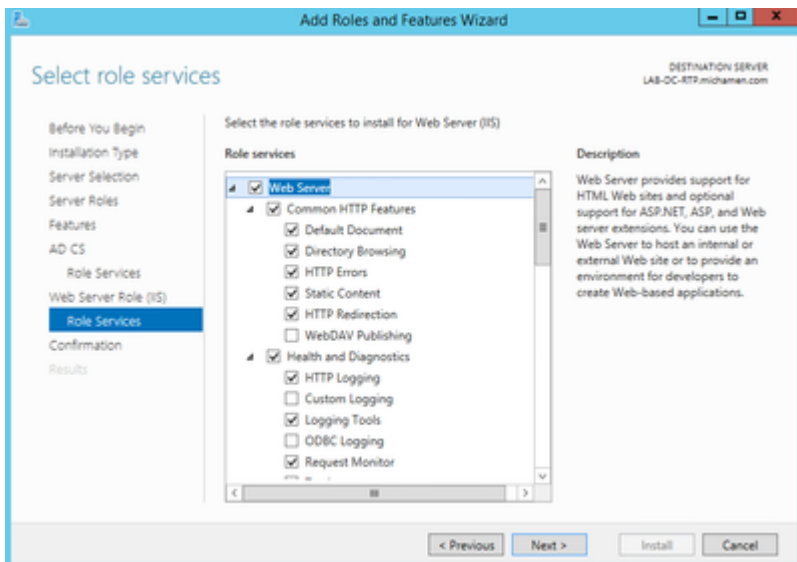 Add Roles and Features Wizard
Select role services
DESTINATION SERVER
LAB-DC-RTP.michamen.com
Before You Begin
Installation Type
Server Selection
Server Roles
Features
AD CS
Role Services
Web Server Role (IIS)
Role Services
Confirmation
Results
Select the role services to install for Web Server (IIS)
Role services
Web Server
Common HTTP Features
Default Document
Directory Browsing
HTTP Errors
Static Content
HTTP Redirection
WebDAV Publishing
Health and Diagnostics
HTTP Logging
Custom Logging
Logging Tools
ODBC Logging
Request Monitor
Description
Web Server provides support for
HTML Web sites and optional
support for ASP.NET, ASP, and Web
server extensions. You can use the
Web Server to host an internal or
external Web site or to provide an
environment for developers to
create Web-based applications.
< Previous
Next >
Install
Cancel